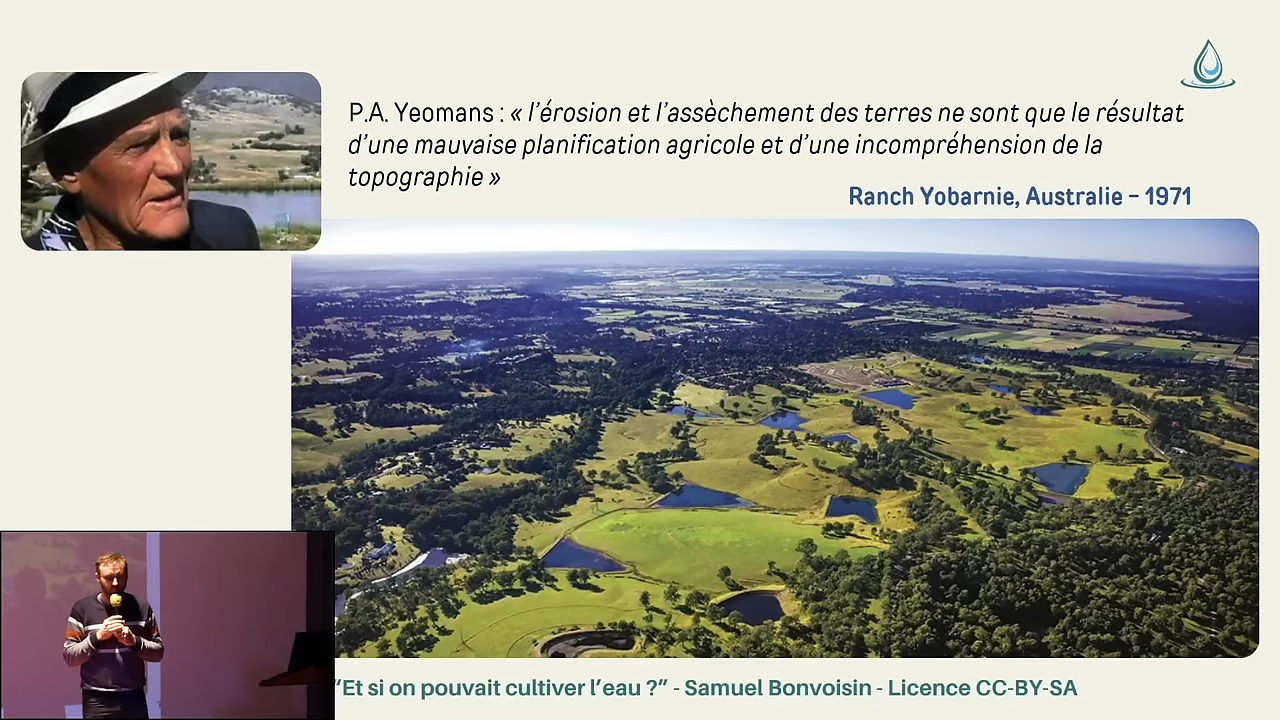 P.A. Yeomans : « l’érosion et l’assèchement des terres ne sont que le résultat
d’une mauvaise planification agricole et d’une incompréhension de la
topographie »
Ranch Yobarnie, Australie – 1971
“Et si on pouvait cultiver l’eau ?” - Samuel Bonvoisin - Licence CC-BY-SA